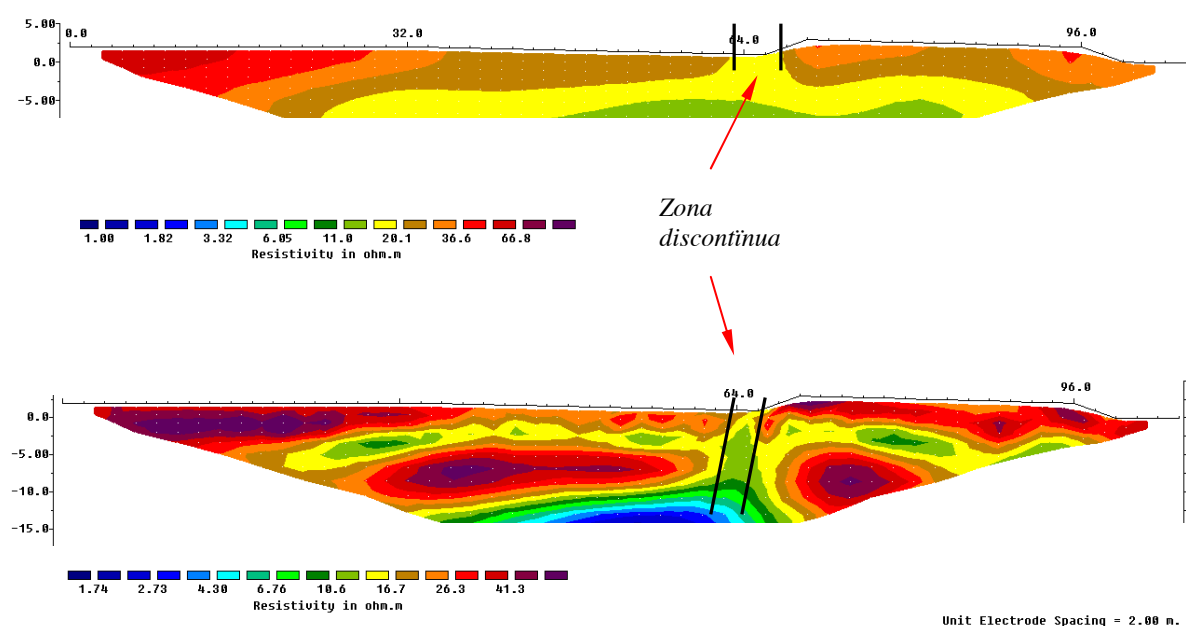 5.00
0.0
32.0
64.0
96.0
0.0
-5.00
1.00 1.82 3.32 6.05 11.0 20.1 36.6 66.8
Resistivity in ohm.m
Zona
discontïnua
64.0
96.0
0.0
-5.00
-10.0
-15.0
1.74 2.73 4.30 6.76 10.6 16.7 26.3 41.3
Resistivity in ohm.m
Unit Electrode Spacing = 2.00 m.